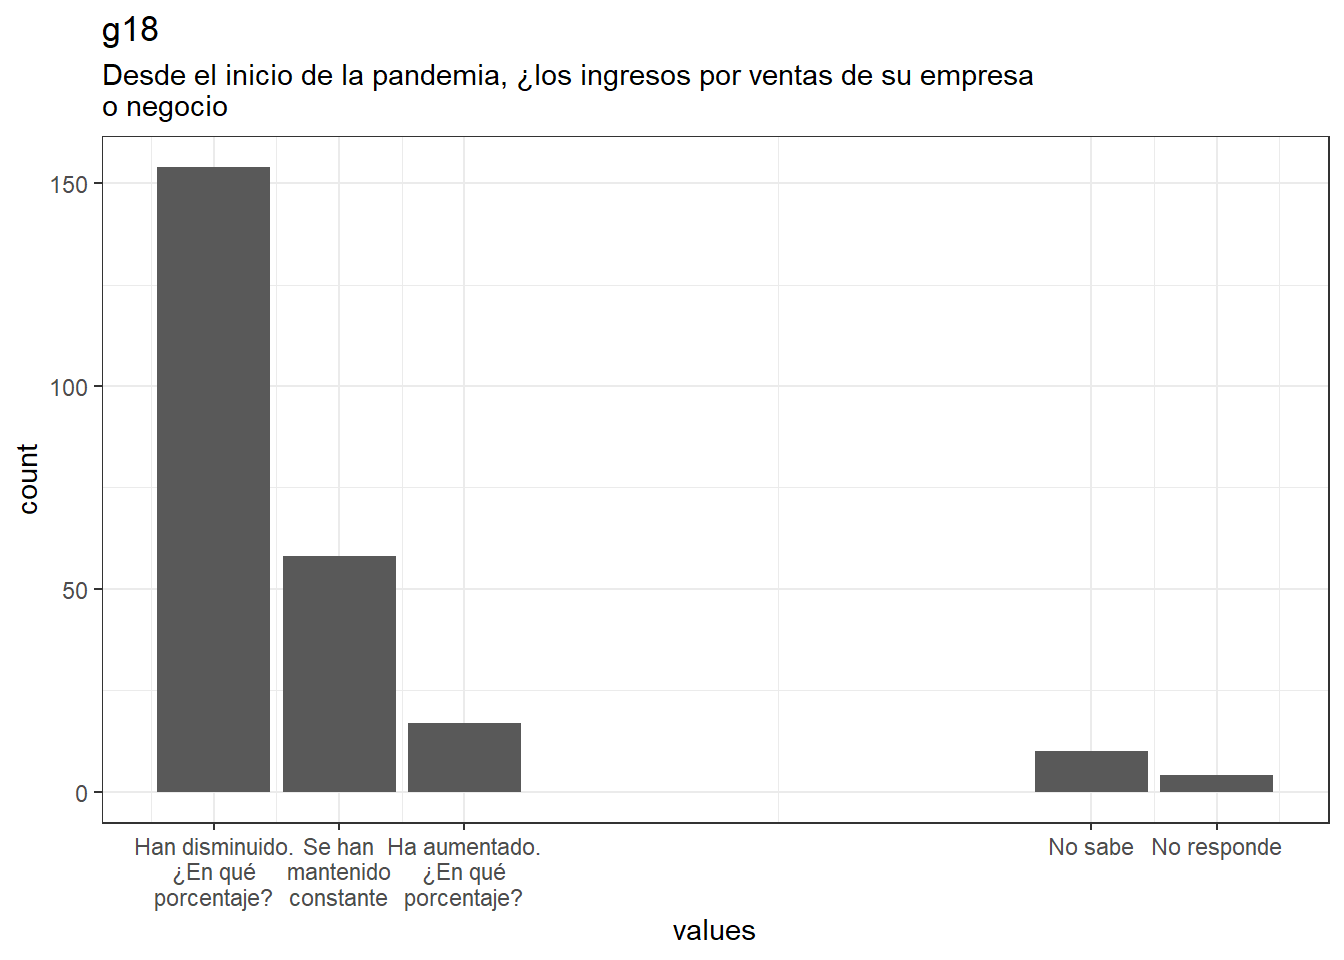 g18
Desde el inicio de la pandemia, ¿los ingresos por ventas de su empresa
o negocio
150
100
50
0
count
Han disminuido.
¿En qué
porcentaje?
Se han
mantenido
constante
Ha aumentado.
¿En qué
porcentaje?
No sabe
No responde
values